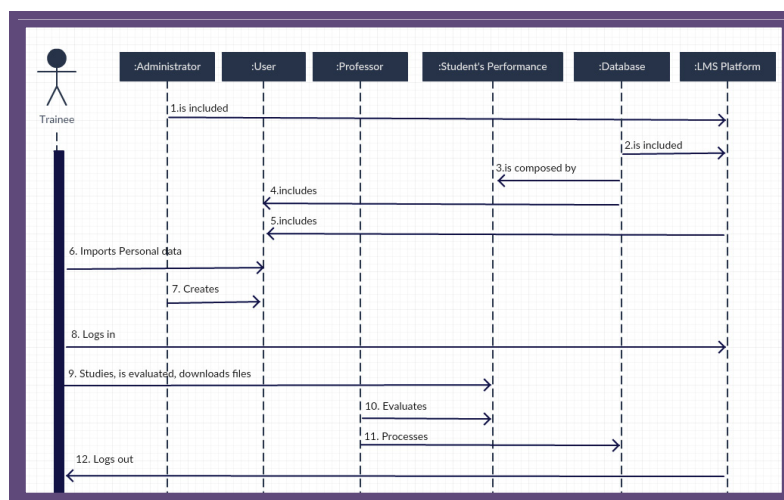 :Administrator
:User
:Professor
:Student's Performance
:Database
:LMS Platform
Trainee
1.is included
2.is included
3.is composed by
4.includes
5.includes
6. Imports Personal data
7. Creates
8. Logs in
9. Studies, is evaluated, downloads files
10. Evaluates
11. Processes
12. Logs out